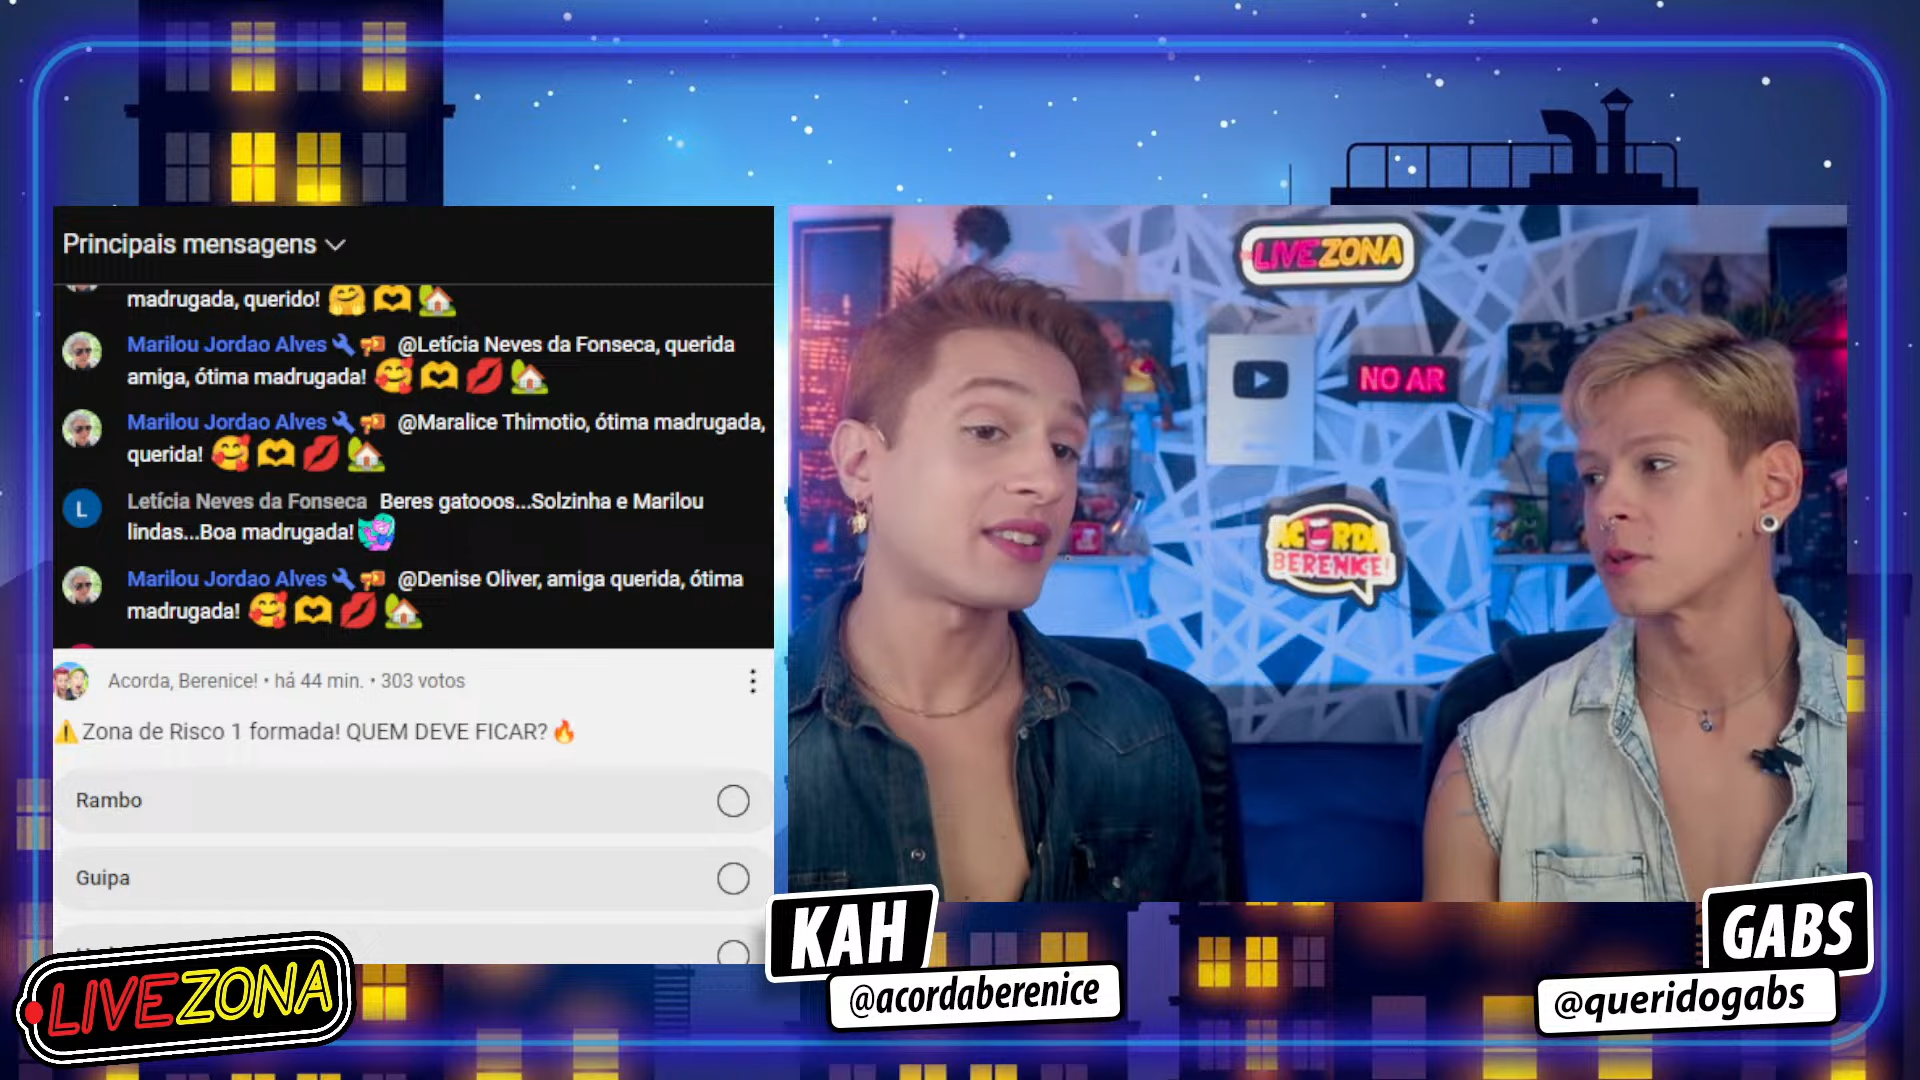 Principais mensagens
madrugada, querido!
Marilou Jordao Alves @Letícia Neves da Fonseca, querida
amiga, ótima madrugada!
Marilou Jordao Alves @Maralice Thimotio, ótima madrugada,
querida!
L Letícia Neves da Fonseca Beres gatooos...Solzinha e Marilou
lindas...Boa madrugada!
Marilou Jordao Alves @Denise Oliver, amiga querida, ótima
madrugada!
Acorda, Berenice! • há 44 min. • 303 votos
⚠️Zona de Risco 1 formada! QUEM DEVE FICAR?🔥
Rambo
Guipa
LIVEZONA
LIVEZONA
NO AR
ACORDA
BERENICE!
KAH
@acordaberenice
GABS
@queridogabs